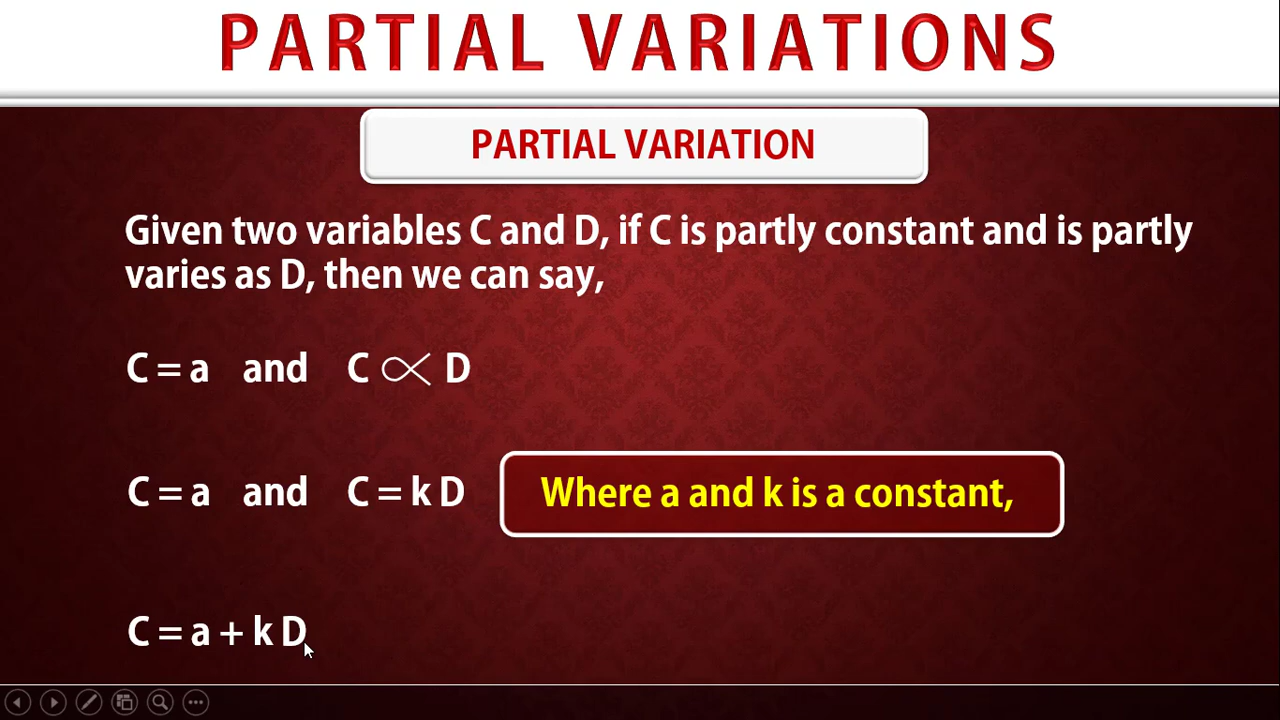 PARTIAL VARIATIONS
PARTIAL VARIATION
Given two variables C and D, if C is partly constant and is partly
varies as D, then we can say,
C = a and C ∝ D
C = a and C = k D Where a and k is a constant,
C = a + k D